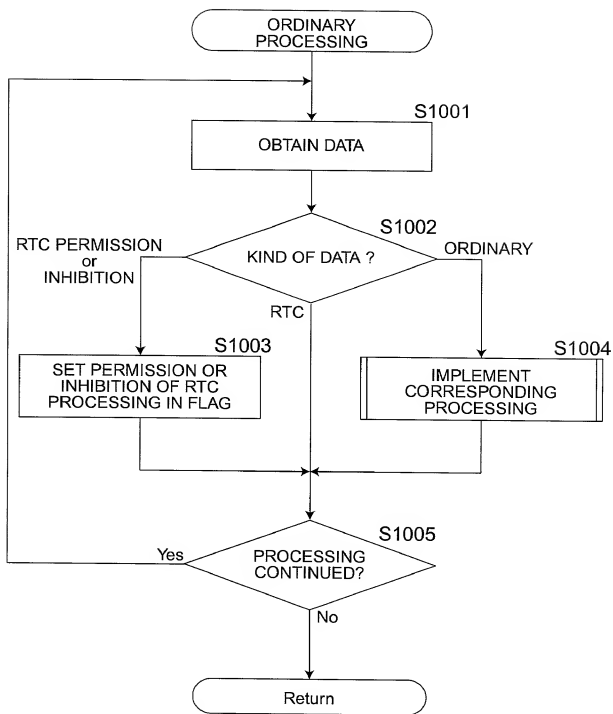 ORDINARY
PROCESSING
S1001
OBTAIN DATA
S1002
KIND OF DATA ?
RTC PERMISSION
or
INHIBITION
ORDINARY
RTC
S1003
SET PERMISSION OR
INHIBITION OF RTC
PROCESSING IN FLAG
S1004
IMPLEMENT
CORRESPONDING
PROCESSING
S1005
Yes
PROCESSING
CONTINUED?
No
Return